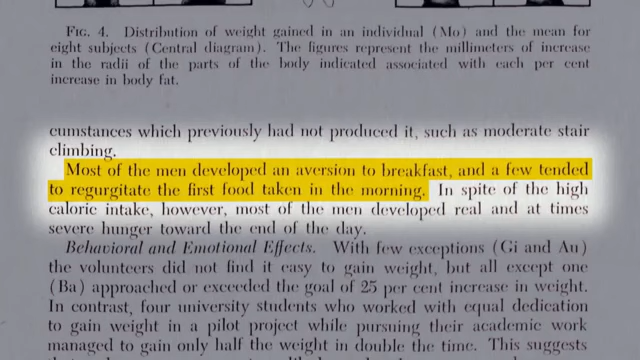 FIG. 4. Distribution of weight gained in an individual (Mo) and the mean for
eight subjects (Central diagram). The figures represent the millimeters of increase
in the radii of the parts of the body indicated associated with each per cent
increase in body fat.
cumstances which previously had not produced it, such as moderate stair
climbing.
Most of the men developed an aversion to breakfast, and a few tended
to regurgitate the first food taken in the morning. In spite of the high
caloric intake, however, most of the men developed real and at times
severe hunger toward the end of the day.
Behavioral and Emotional Effects. With few exceptions (Gi and Au)
the volunteers did not find it easy to gain weight, but all except one
(Ba) approached or exceeded the goal of 25 per cent increase in weight.
In contrast, four university students who worked with equal dedication
to gain weight in a pilot project while pursuing their academic work
managed to gain only half the weight in double the time. This suggests